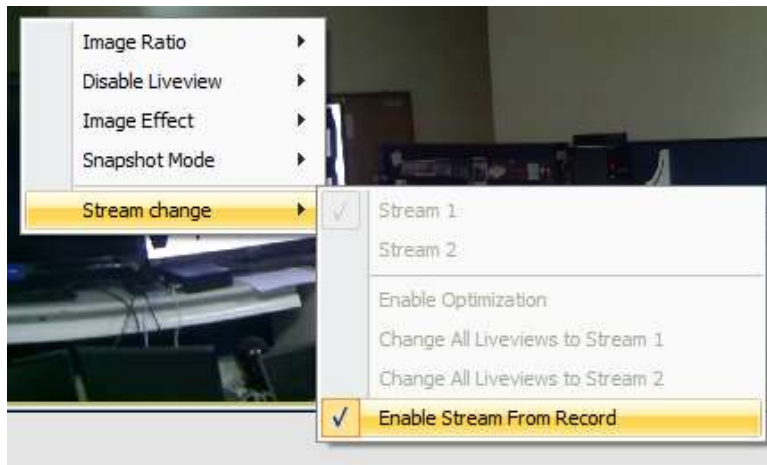 Image Ratio
Disable Liveview
Image Effect
Snapshot Mode
Stream change
Stream 1
Stream 2
Enable Optimization
Change All Liveviews to Stream 1
Change All Liveviews to Stream 2
Enable Stream From Record